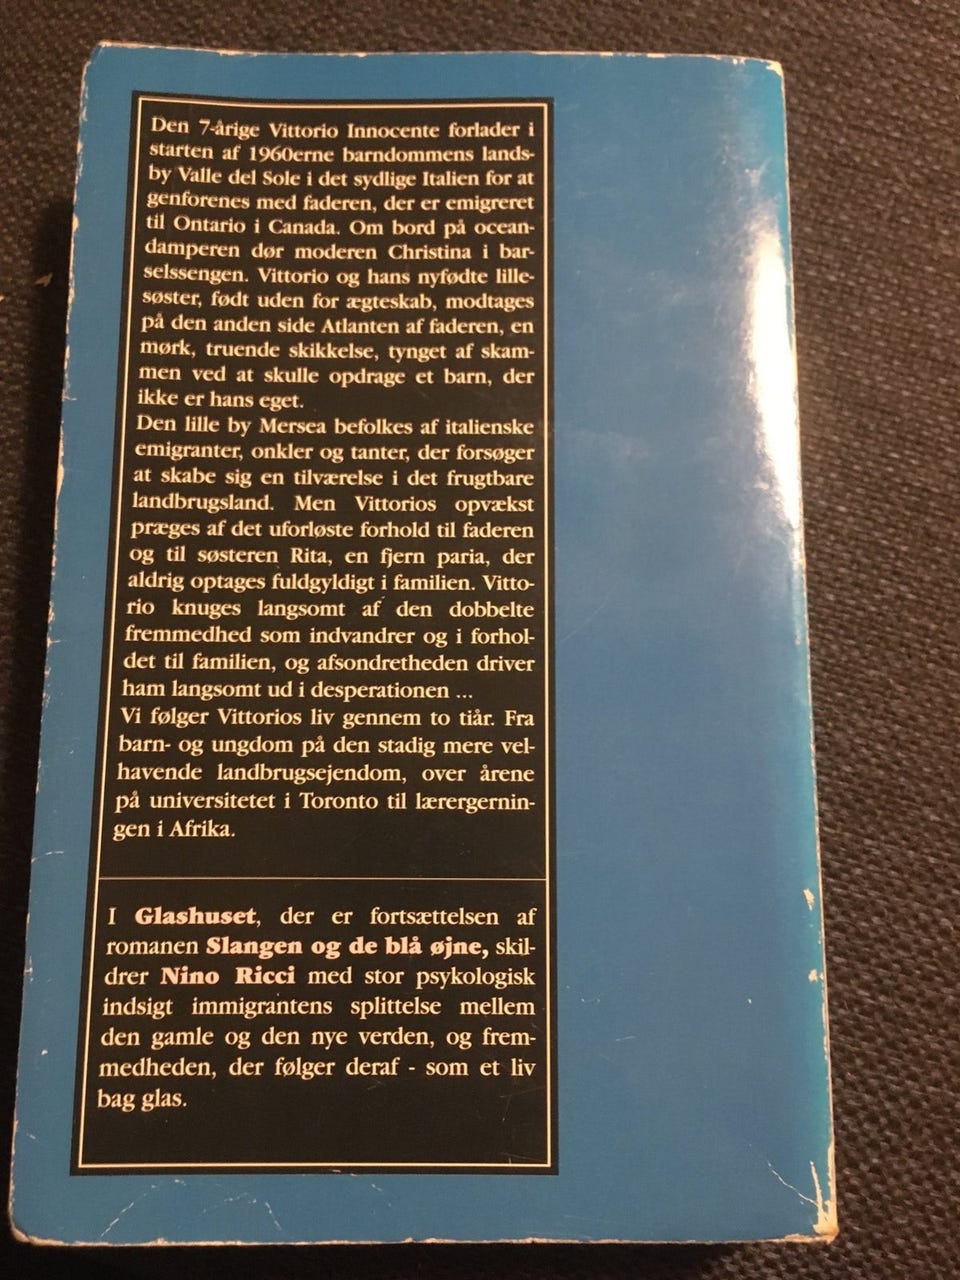 Den 7-årige Vittorio Innocente forlader i
starten af 1960erne barndommens lands-
by Valle del Sole i det sydlige Italien for at
genforenes med faderen, der er emigreret
til Ontario i Canada. Om bord på ocean-
damperen dør moderen Christina i bar-
selssengen. Vittorio og hans nyfødte lille-
søster, født uden for ægteskab, modtages
på den anden side Atlanten af faderen, en
mørk, truende skikkelse, tynget af skam-
men ved at skulle opdrage et barn, der
ikke er hans eget.
Den lille by Mersea befolkes af italienske
emigranter, onkler og tanter, der forsøger
at skabe sig en tilværelse i det frugtbare
landbrugsland. Men Vittorios opvækst
præges af det uforløste forhold til faderen
og til søsteren Rita, en fjern paria, der
aldrig optages fuldgyldigt i familien. Vitto-
rio knuges langsomt af den dobbelte
fremmedhed som indvandrer og i forhol-
det til familien, og afsondretheden driver
ham langsomt ud i desperationen ...
Vi følger Vittorios liv gennem to tiår. Fra
barn- og ungdom på den stadig mere vel-
havende landbrugsejendom, over årene
på universitetet i Toronto til lærergernin-
gen i Afrika.
I Glashuset, der er fortsættelsen af
romanen Slangen og de blå øjne, skil-
drer Nino Ricci med stor psykologisk
indsigt immigrantens splittelse mellem
den gamle og den nye verden, og frem-
medheden, der følger deraf - som et liv
bag glas.